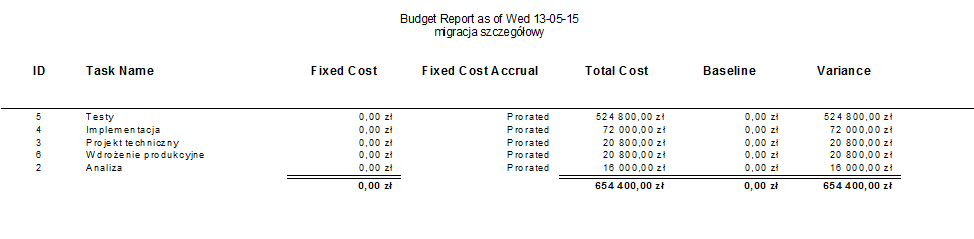 Budget Report as of Wed 13-05-15
migracja szczegółowy
ID Task Name Fixed Cost Fixed Cost Accrual Total Cost Baseline Variance
5 Testy 0,00 zł Prorated 524 800,00 zł 0,00 zł 524 800,00 zł
4 Implementacja 0,00 zł Prorated 72 000,00 zł 0,00 zł 72 000,00 zł
3 Projekt techniczny 0,00 zł Prorated 20 800,00 zł 0,00 zł 20 800,00 zł
6 Wdrożenie produkcyjne 0,00 zł Prorated 20 800,00 zł 0,00 zł 20 800,00 zł
2 Analiza 0,00 zł Prorated 16 000,00 zł 0,00 zł 16 000,00 zł
0,00 zł 654 400,00 zł 0,00 zł 654 400,00 zł